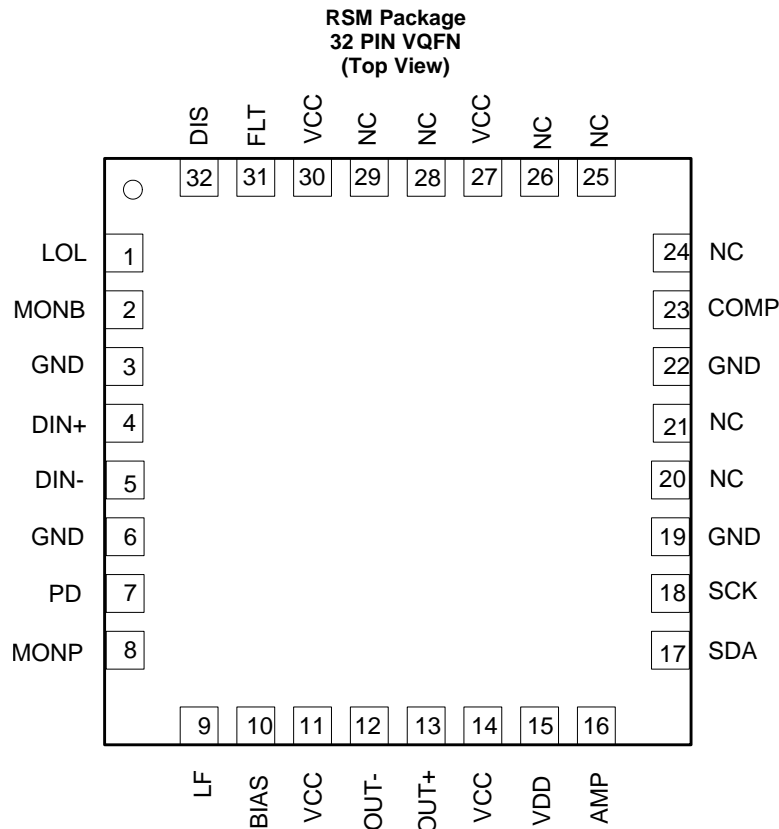 RSM Package
32 PIN VQFN
(Top View)
DIS FLT VCC NC NC VCC NC NC
32 31 30 29 28 27 26 25
LOL 1 24 NC
MONB 2 23 COMP
GND 3 22 GND
DIN+ 4 21 NC
DIN- 5 20 NC
GND 6 19 GND
PD 7 18 SCK
MONP 8 17 SDA
9 10 11 12 13 14 15 16
LF BIAS VCC OUT- OUT+ VCC VDD AMP